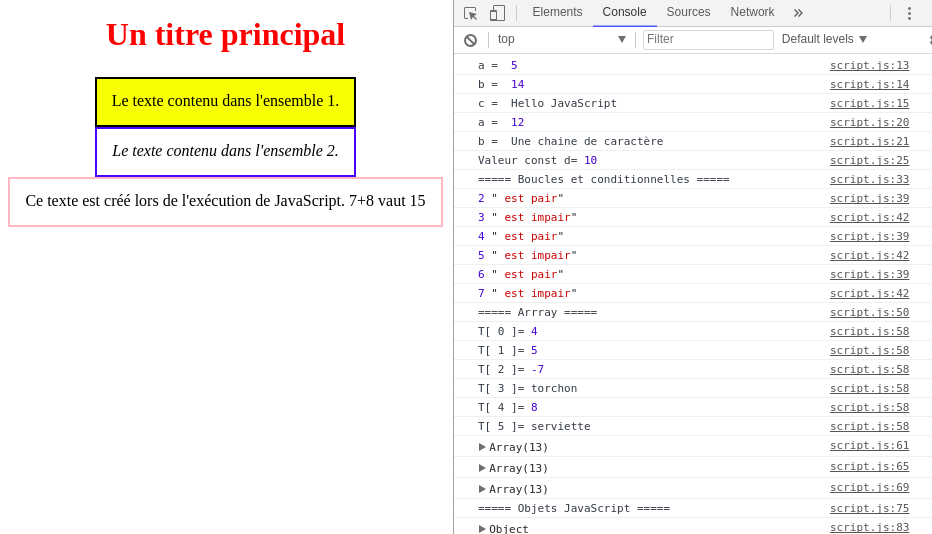 Un titre principal
Le texte contenu dans l'ensemble 1.
Le texte contenu dans l'ensemble 2.
Ce texte est créé lors de l'exécution de JavaScript. 7+8 vaut 15
Elements Console Sources Network »
top Filter Default levels
a =  5 script.js:13
b =  14 script.js:14
c =  Hello JavaScript script.js:15
a =  12 script.js:20
b =  Une chaine de caractère script.js:21
Valeur const d= 10 script.js:25
===== Boucles et conditionnelles ===== script.js:33
2 " est pair" script.js:39
3 " est impair" script.js:42
4 " est pair" script.js:39
5 " est impair" script.js:42
6 " est pair" script.js:39
7 " est impair" script.js:42
===== Arrray ===== script.js:50
T[ 0 ]= 4 script.js:58
T[ 1 ]= 5 script.js:58
T[ 2 ]= -7 script.js:58
T[ 3 ]= torchon script.js:58
T[ 4 ]= 8 script.js:58
T[ 5 ]= serviette script.js:58
Array(13) script.js:61
Array(13) script.js:65
Array(13) script.js:69
===== Objets JavaScript ===== script.js:75
Object script.js:83